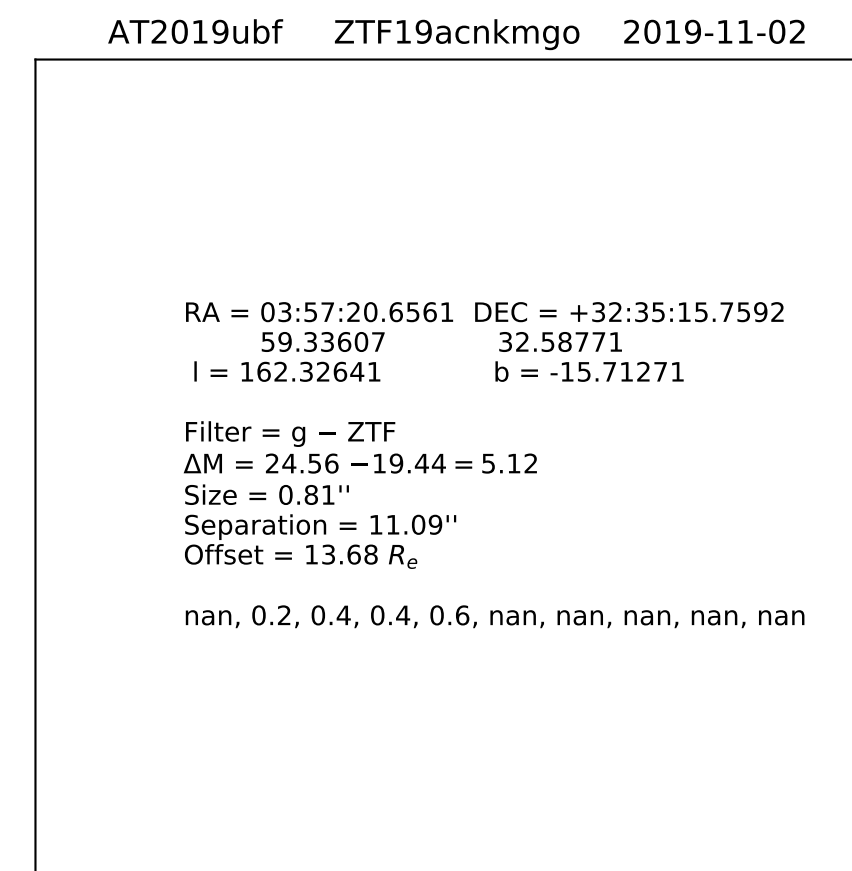 AT2019ubf ZTF19acnkmgo 2019-11-02
RA = 03:57:20.6561 DEC = +32:35:15.7592
59.33607 32.58771
l = 162.32641 b = -15.71271
Filter = g − ZTF
ΔM = 24.56 −19.44 = 5.12
Size = 0.81''
Separation = 11.09''
Offset = 13.68 Re
nan, 0.2, 0.4, 0.4, 0.6, nan, nan, nan, nan, nan